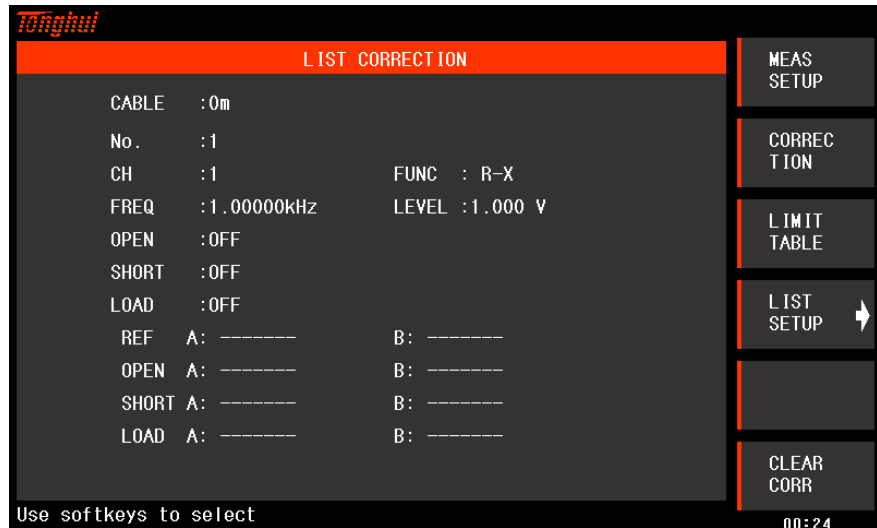 Tonghui
LIST CORRECTION
CABLE :0m
No. :1
CH :1 FUNC : R-X
FREQ :1.00000kHz LEVEL :1.000 V
OPEN :OFF
SHORT :OFF
LOAD :OFF
REF A: ------- B: -------
OPEN A: ------- B: -------
SHORT A: ------- B: -------
LOAD A: ------- B: -------
Use softkeys to select
MEAS
SETUP
CORREC
TION
LIMIT
TABLE
LIST
SETUP
CLEAR
CORR
00:24